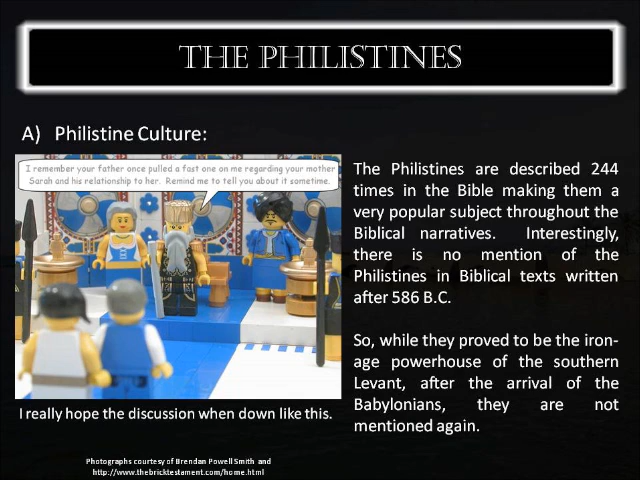 THE PHILISTINES
A) Philistine Culture:
I remember your father once pulled a fast one on me regarding your mother
Sarah and his relationship to her. Remind me to tell you about it sometime.
The Philistines are described 244
times in the Bible making them a
very popular subject throughout the
Biblical narratives. Interestingly,
there is no mention of the
Philistines in Biblical texts written
after 586 B.C.
So, while they proved to be the iron-
age powerhouse of the southern
Levant, after the arrival of the
Babylonians, they are not
mentioned again.
I really hope the discussion when down like this.
Photographs courtesy of Brendan Powell Smith and
http://www.thebricktestament.com/home.html